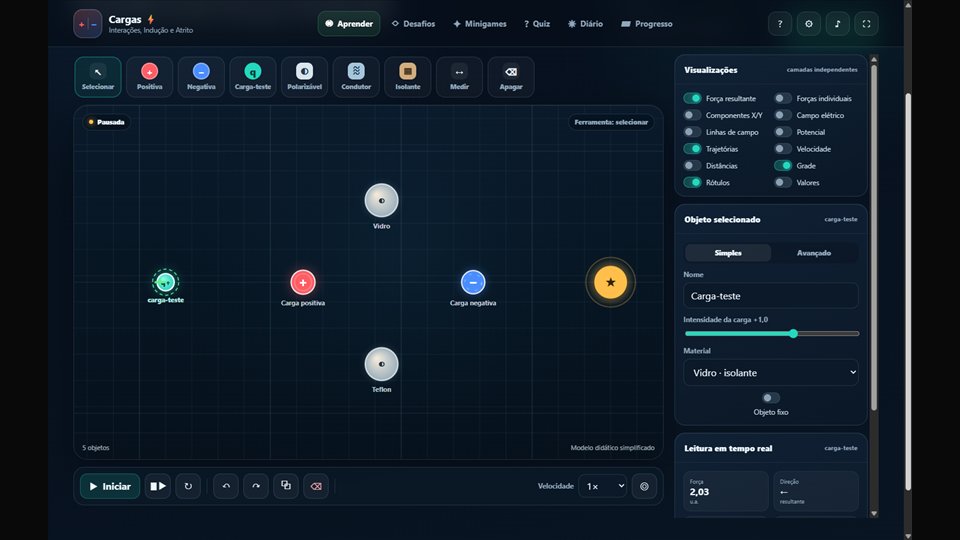 Cargas ⚡
Interações, Indução e Atrito
Aprender
Desafios
Minigames
? Quiz
Diário
Progresso
?
Selecionar
Positiva
Negativa
q
Carga-teste
Polarizável
Condutor
Isolante
Medir
Apagar
Pausada
Ferramenta: selecionar
Vidro
carga-teste
+
Carga positiva
−
Carga negativa
Teflon
5 objetos
Modelo didático simplificado
Iniciar
Velocidade
1×
Visualizações
camadas independentes
Força resultante
Forças individuais
Componentes X/Y
Campo elétrico
Linhas de campo
Potencial
Trajetórias
Velocidade
Distâncias
Grade
Rótulos
Valores
Objeto selecionado
carga-teste
Simples
Avançado
Nome
Carga-teste
Intensidade da carga +1,0
Material
Vidro · isolante
Objeto fixo
Leitura em tempo real
carga-teste
Força
2,03
u.a.
Direção
←
resultante